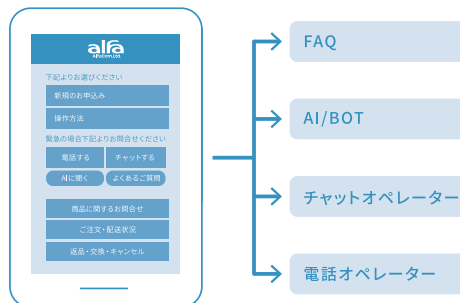 alfa
AlfaCom.Ltd.
下記よりお選びください
新規のお申込み
操作方法
緊急の場合下記よりお問合せください
電話する
チャットする
AIに聞く
よくあるご質問
商品に関するお問合せ
ご注文・配送状況
返品・交換・キャンセル
FAQ
AI/BOT
チャットオペレーター
電話オペレーター